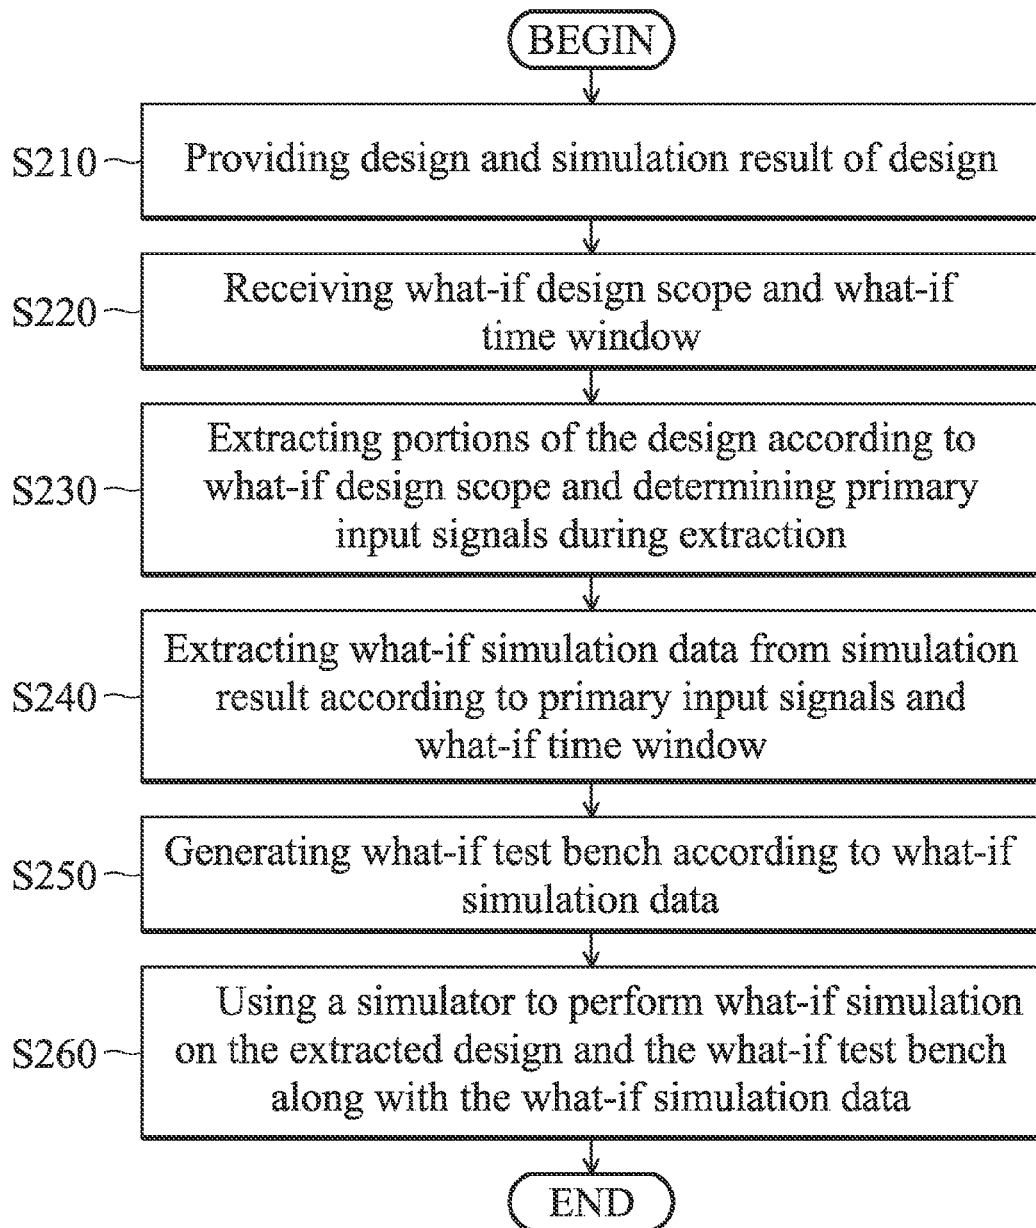 BEGIN
S210
Providing design and simulation result of design
S220
Receiving what-if design scope and what-if
time window
S230
Extracting portions of the design according to
what-if design scope and determining primary
input signals during extraction
S240
Extracting what-if simulation data from simulation
result according to primary input signals and
what-if time window
S250
Generating what-if test bench according to what-if
simulation data
S260
Using a simulator to perform what-if simulation
on the extracted design and the what-if test bench
along with the what-if simulation data
END